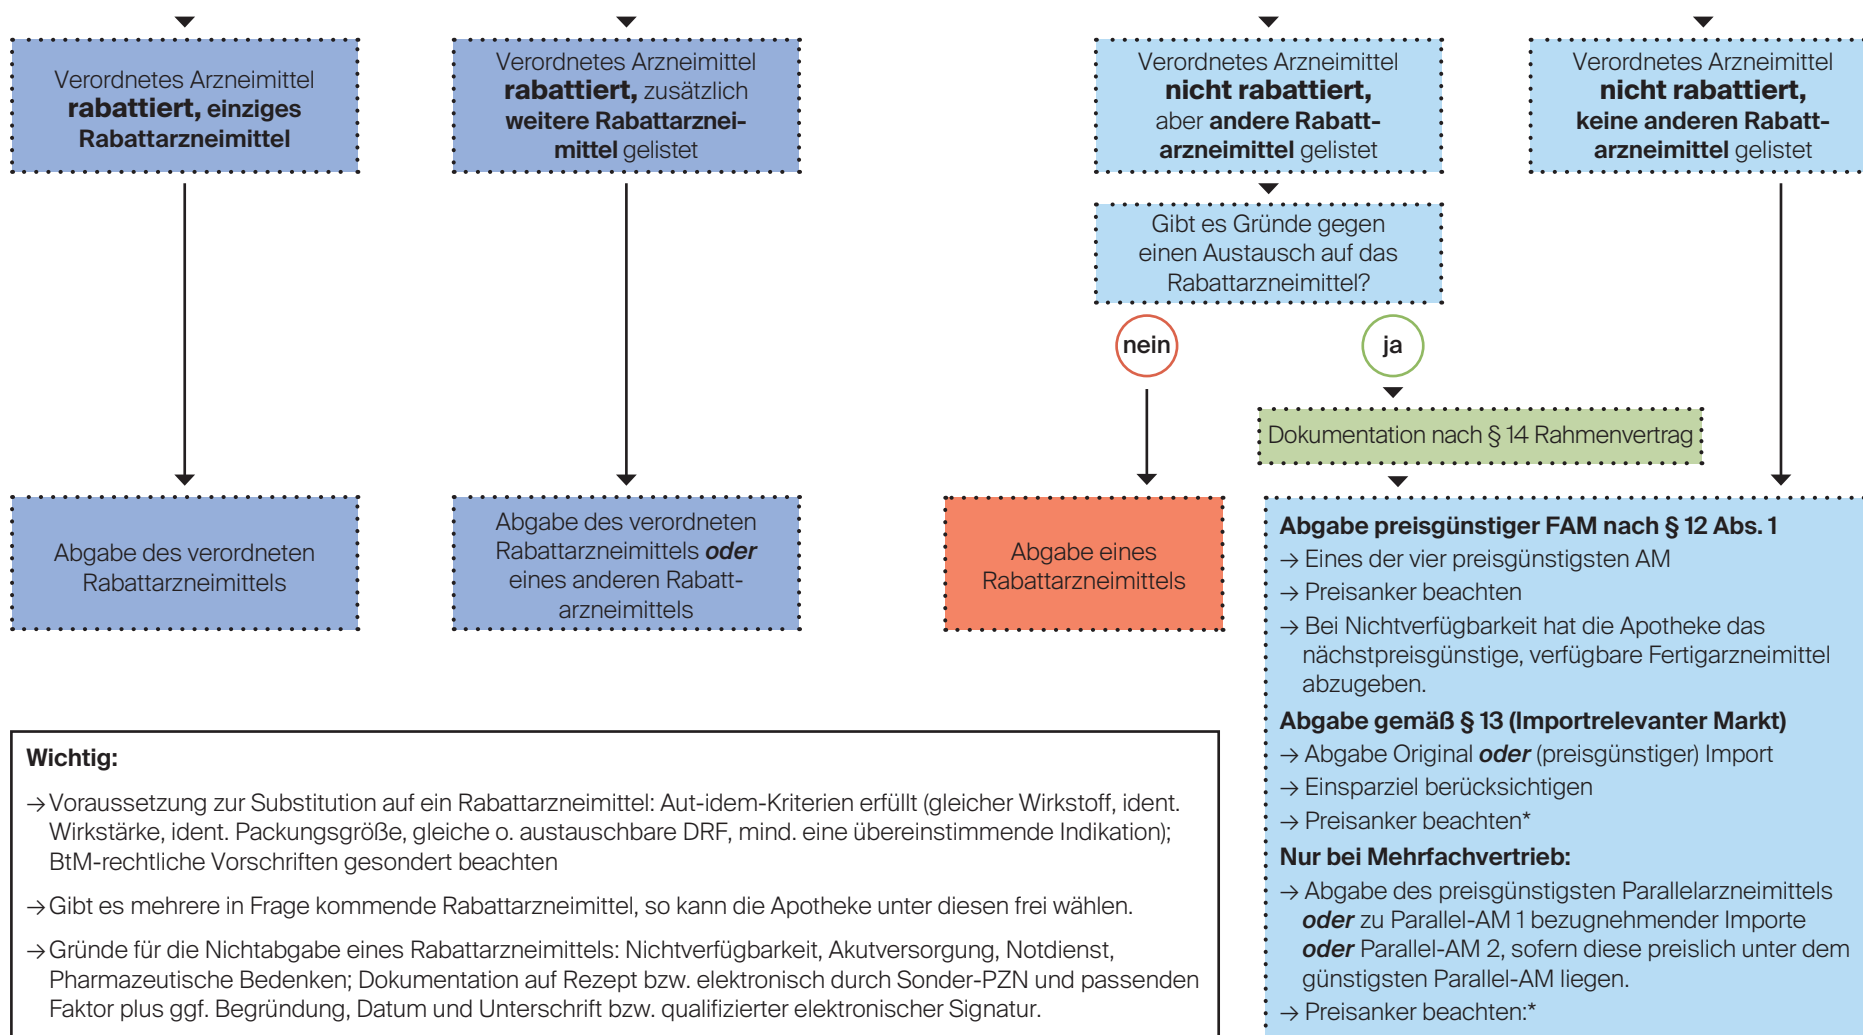 Verordnetes Arzneimittel
rabattiert, einziges
Rabattarzneimittel
Verordnetes Arzneimittel
rabattiert, zusätzlich
weitere Rabattarznei-
mittel gelistet
Verordnetes Arzneimittel
nicht rabattiert,
aber andere Rabatt-
arzneimittel gelistet
Verordnetes Arzneimittel
nicht rabattiert,
keine anderen Rabatt-
arzneimittel gelistet
Gibt es Gründe gegen
einen Austausch auf das
Rabattarzneimittel?
nein
ja
Dokumentation nach § 14 Rahmenvertrag
Abgabe des verordneten
Rabattarzneimittels
Abgabe des verordneten
Rabattarzneimittels oder
eines anderen Rabatt-
arzneimittels
Abgabe eines
Rabattarzneimittels
Abgabe preisgünstiger FAM nach § 12 Abs. 1
→ Eines der vier preisgünstigsten AM
→ Preisanker beachten
→ Bei Nichtverfügbarkeit hat die Apotheke das
nächstpreisgünstige, verfügbare Fertigarzneimittel
abzugeben.
Abgabe gemäß § 13 (Importrelevanter Markt)
→ Abgabe Original oder (preisgünstiger) Import
→ Einsparziel berücksichtigen
→ Preisanker beachten*
Nur bei Mehrfachvertrieb:
→ Abgabe des preisgünstigsten Parallelarzneimittels
oder zu Parallel-AM 1 bezugnehmender Importe
oder Parallel-AM 2, sofern diese preislich unter dem
günstigsten Parallel-AM liegen.
→ Preisanker beachten:*
Wichtig:
→ Voraussetzung zur Substitution auf ein Rabattarzneimittel: Aut-idem-Kriterien erfüllt (gleicher Wirkstoff, ident.
Wirkstärke, ident. Packungsgröße, gleiche o. austauschbare DRF, mind. eine übereinstimmende Indikation);
BtM-rechtliche Vorschriften gesondert beachten
→ Gibt es mehrere in Frage kommende Rabattarzneimittel, so kann die Apotheke unter diesen frei wählen.
→ Gründe für die Nichtabgabe eines Rabattarzneimittels: Nichtverfügbarkeit, Akutversorgung, Notdienst,
Pharmazeutische Bedenken; Dokumentation auf Rezept bzw. elektronisch durch Sonder-PZN und passenden
Faktor plus ggf. Begründung, Datum und Unterschrift bzw. qualifizierter elektronischer Signatur.